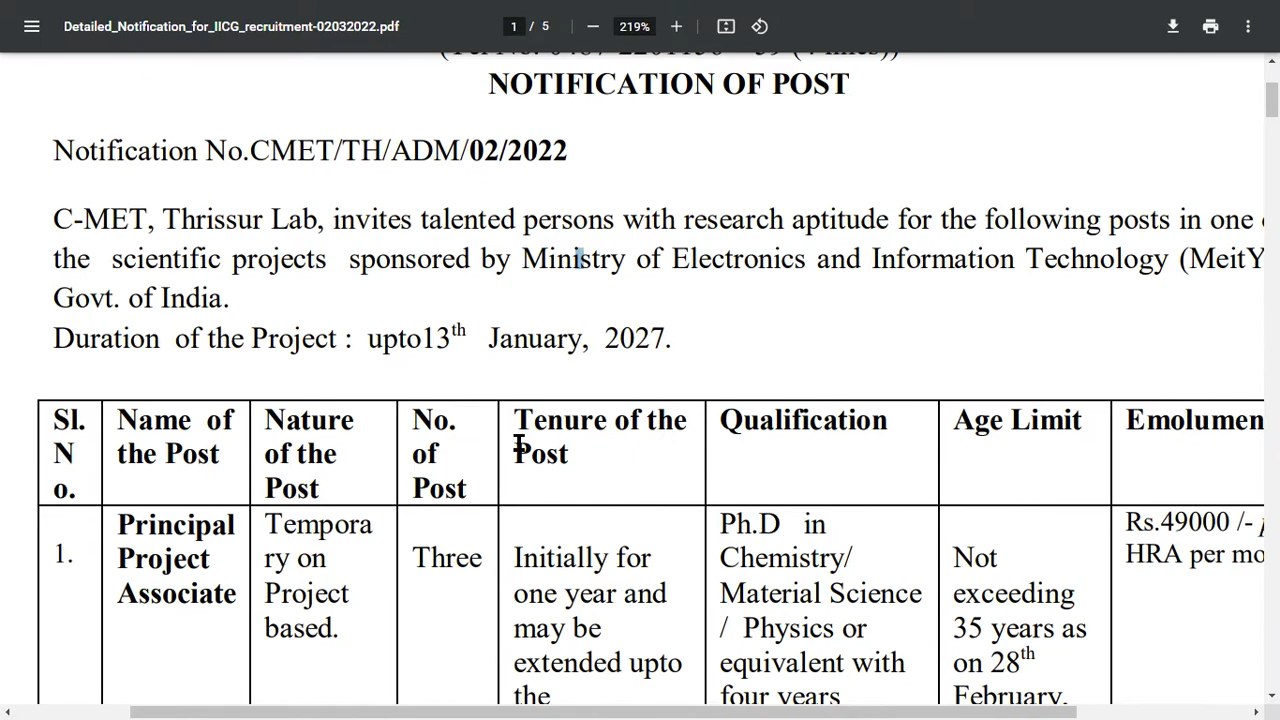 Detailed_Notification_for_IICG_recruitment-02032022.pdf
1 / 5
219%
NOTIFICATION OF POST
Notification No.CMET/TH/ADM/02/2022
C-MET, Thrissur Lab, invites talented persons with research aptitude for the following posts in one
the scientific projects sponsored by Ministry of Electronics and Information Technology (MeitY
Govt. of India.
Duration of the Project : upto13th January, 2027.
Sl. N o.
Name of the Post
Nature of the Post
No. of Post
Tenure of the Post
Qualification
Age Limit
Emolumen
1.
Principal
Project
Associate
Tempora
ry on
Project
based.
Three
Initially for
one year and
may be
extended upto
the
Ph.D in
Chemistry/
Material Science
/ Physics or
equivalent with
four years
Not
exceeding
35 years as
on 28th
February,
Rs.49000 /-
HRA per mo